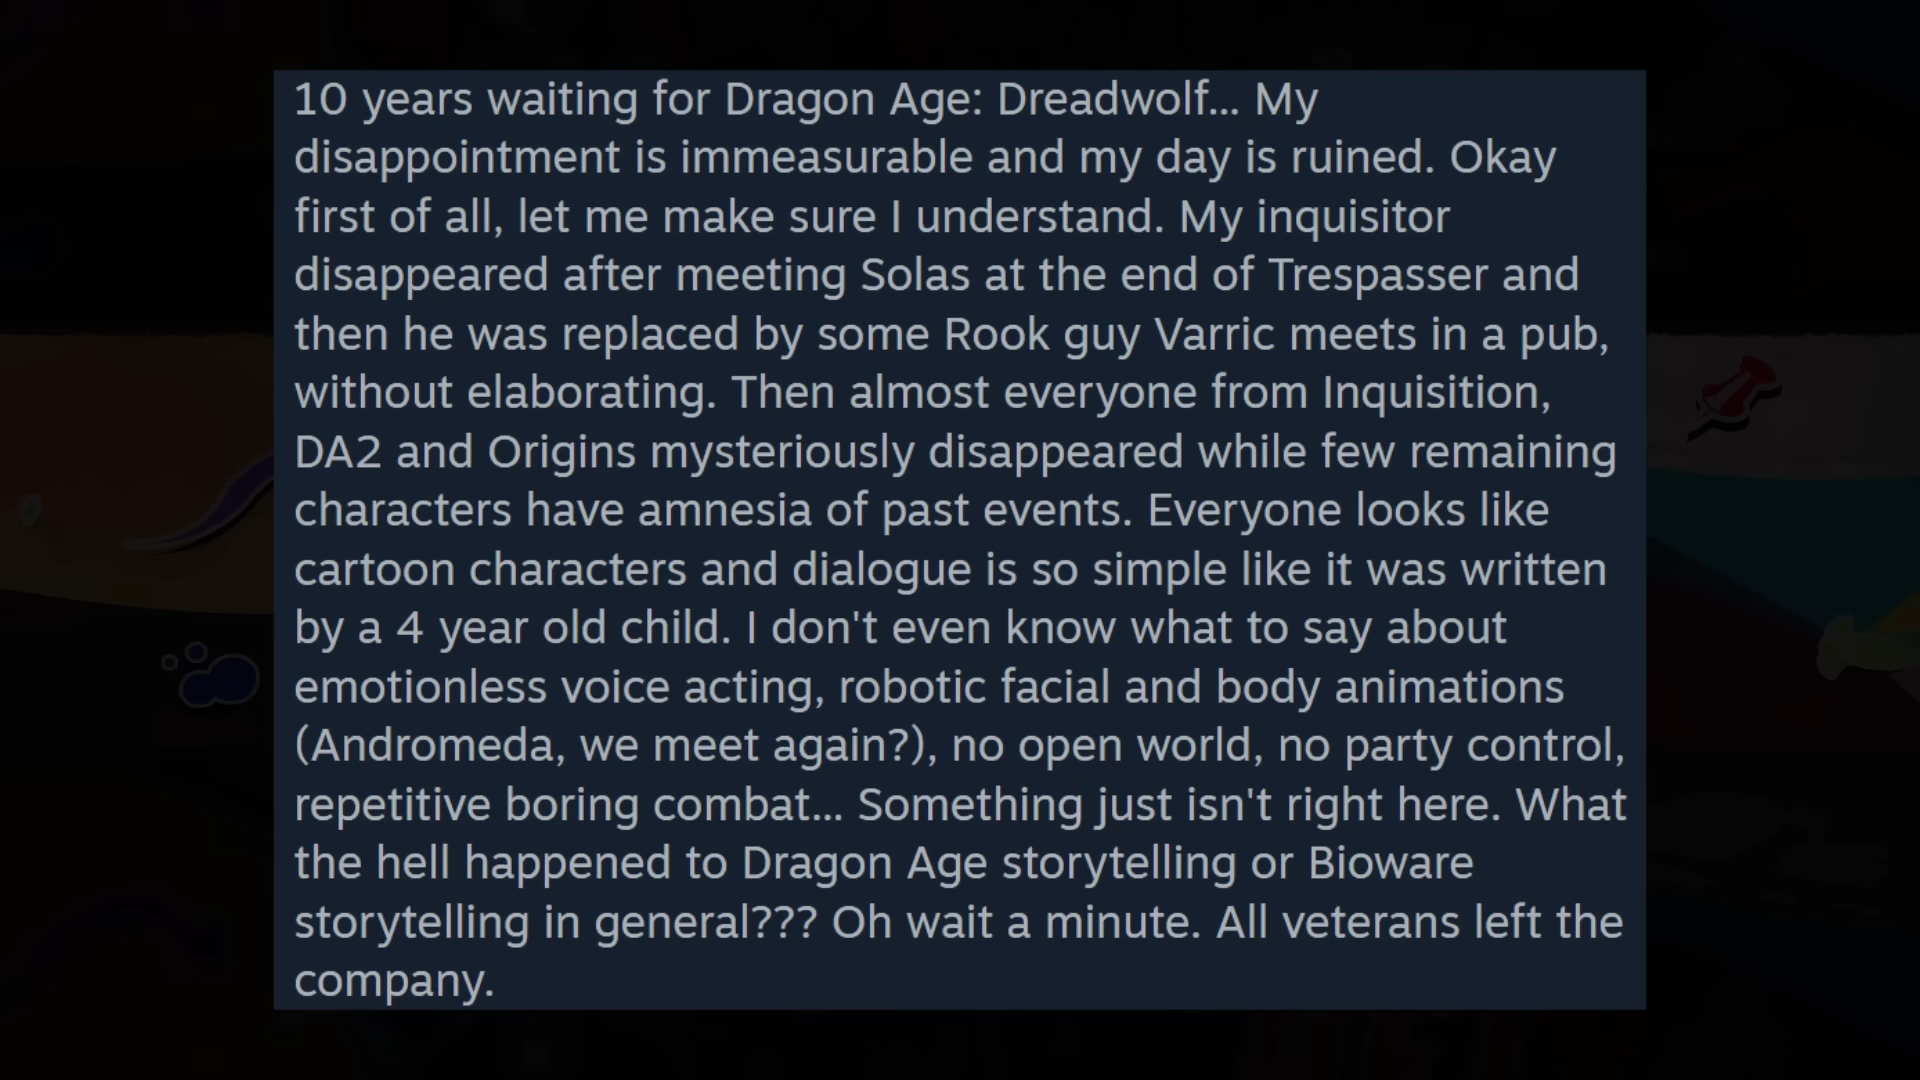 10 years waiting for Dragon Age: Dreadwolf... My
disappointment is immeasurable and my day is ruined. Okay
first of all, let me make sure I understand. My inquisitor
disappeared after meeting Solas at the end of Trespasser and
then he was replaced by some Rook guy Varric meets in a pub,
without elaborating. Then almost everyone from Inquisition,
DA2 and Origins mysteriously disappeared while few remaining
characters have amnesia of past events. Everyone looks like
cartoon characters and dialogue is so simple like it was written
by a 4 year old child. I don't even know what to say about
emotionless voice acting, robotic facial and body animations
(Andromeda, we meet again?), no open world, no party control,
repetitive boring combat... Something just isn't right here. What
the hell happened to Dragon Age storytelling or Bioware
storytelling in general??? Oh wait a minute. All veterans left the
company.